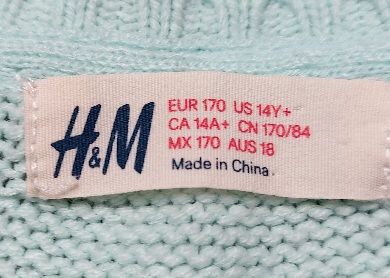 H&M
EUR 170 US 14Y+
CA 14A+ CN 170/84
MX 170 AUS 18
Made in China.